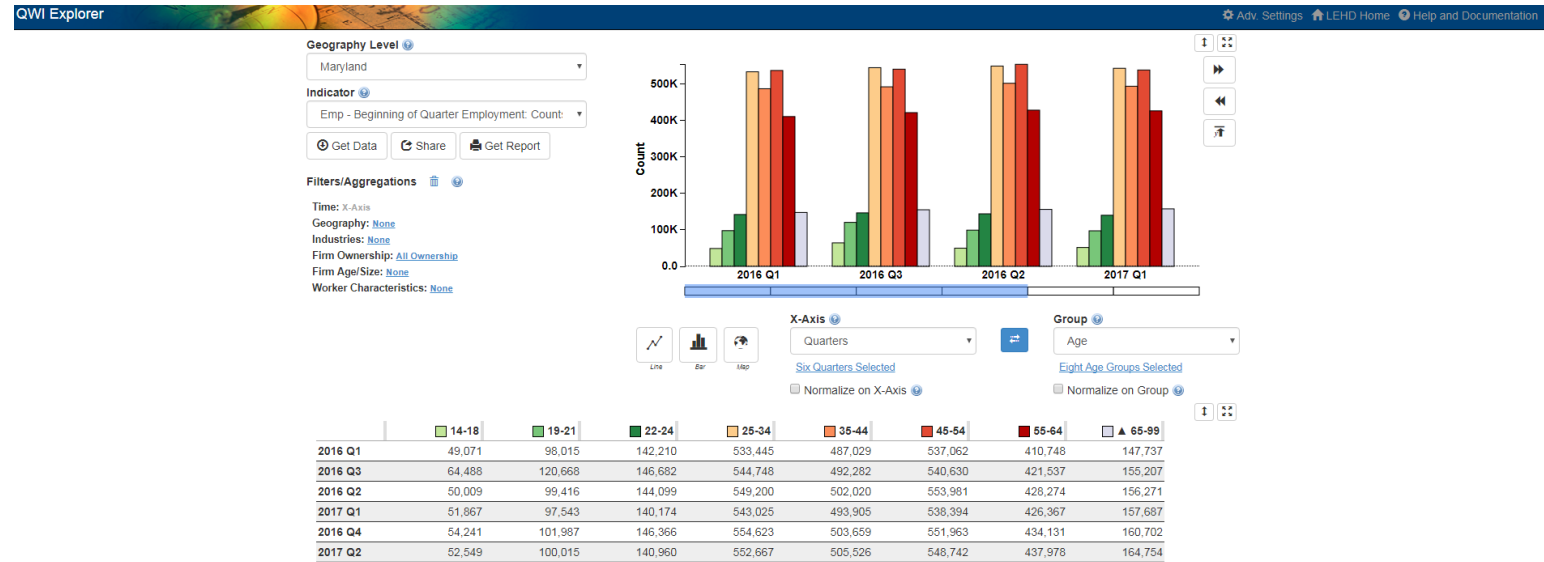 QWI Explorer
Adv. Settings LEHD Home Help and Documentation
Geography Level
Maryland
Indicator
Emp - Beginning of Quarter Employment: Counts
Get Data Share Get Report
Filters/Aggregations
Time: X-Axis
Geography: None
Industries: None
Firm Ownership: All Ownership
Firm Age/Size: None
Worker Characteristics: None
Count
500K
400K
300K
200K
100K
0.0
2016 Q1 2016 Q3 2016 Q2 2017 Q1
Line Bar Map
X-Axis
Quarters
Six Quarters Selected
Normalize on X-Axis
Group
Age
Eight Age Groups Selected
Normalize on Group
14-18 19-21 22-24 25-34 35-44 45-54 55-64 ▲ 65-99
2016 Q1 49,071 98,015 142,210 533,445 487,029 537,062 410,748 147,737
2016 Q3 64,488 120,668 146,682 544,748 492,282 540,630 421,537 155,207
2016 Q2 50,009 99,416 144,099 549,200 502,020 553,981 428,274 156,271
2017 Q1 51,867 97,543 140,174 543,025 493,905 538,394 426,367 157,687
2016 Q4 54,241 101,987 146,366 554,623 503,659 551,963 434,131 160,702
2017 Q2 52,549 100,015 140,960 552,667 505,526 548,742 437,978 164,754